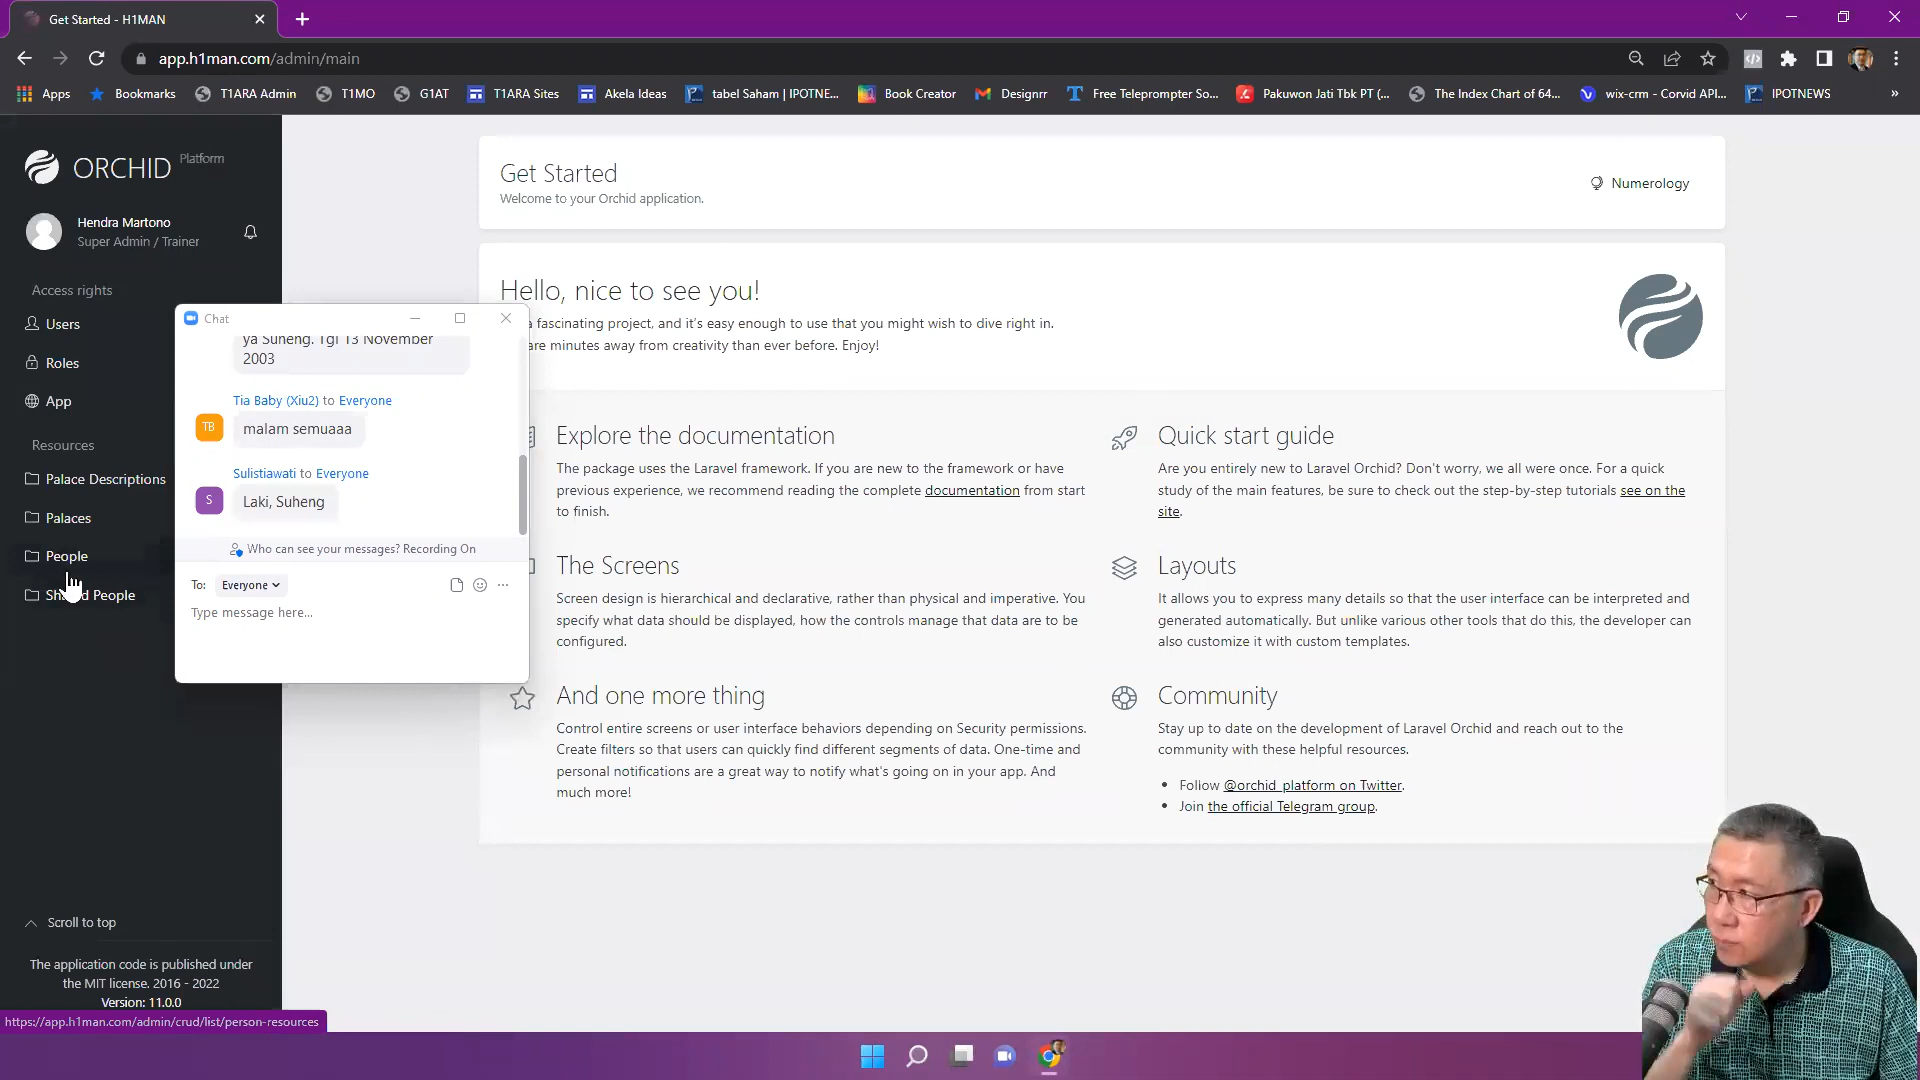 Get Started - H1MAN
app.h1man.com/admin/main
Apps
Bookmarks
T1ARA Admin
T1MO
G1AT
T1ARA Sites
Akela Ideas
tabel Saham | IPOTNE...
Book Creator
Designrr
Free Teleprompter So...
Pakuwon Jati Tbk PT (...
The Index Chart of 64...
wix-crm - Corvid API...
IPOTNEWS
»
ORCHID Platform
Hendra Martono
Super Admin / Trainer
Access rights
Users
Roles
App
Resources
Palace Descriptions
Palaces
People
Shared People
Scroll to top
The application code is published under
the MIT license. 2016 - 2022
Version: 11.0.0
https://app.h1man.com/admin/crud/list/person-resources
Chat
ya Suheng. Tgl 13 November
2003
Tia Baby (Xiu2) to Everyone
TB
malam semuaaa
Sulistiawati to Everyone
S
Laki, Suheng
Who can see your messages? Recording On
To: Everyone
Type message here...
Get Started
Welcome to your Orchid application.
Numerology
Hello, nice to see you!
a fascinating project, and it's easy enough to use that you might wish to dive right in.
are minutes away from creativity than ever before. Enjoy!
Explore the documentation
The package uses the Laravel framework. If you are new to the framework or have
previous experience, we recommend reading the complete documentation from start
to finish.
Quick start guide
Are you entirely new to Laravel Orchid? Don't worry, we all were once. For a quick
study of the main features, be sure to check out the step-by-step tutorials see on the
site.
The Screens
Screen design is hierarchical and declarative, rather than physical and imperative. You
specify what data should be displayed, how the controls manage that data are to be
configured.
Layouts
It allows you to express many details so that the user interface can be interpreted and
generated automatically. But unlike various other tools that do this, the developer can
also customize it with custom templates.
And one more thing
Control entire screens or user interface behaviors depending on Security permissions.
Create filters so that users can quickly find different segments of data. One-time and
personal notifications are a great way to notify what's going on in your app. And
much more!
Community
Stay up to date on the development of Laravel Orchid and reach out to the
community with these helpful resources.
• Follow @orchid_platform on Twitter.
• Join the official Telegram group.